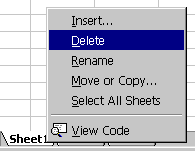 Insert...
Delete
Rename
Move or Copy...
Select All Sheets
View Code
Sheet1